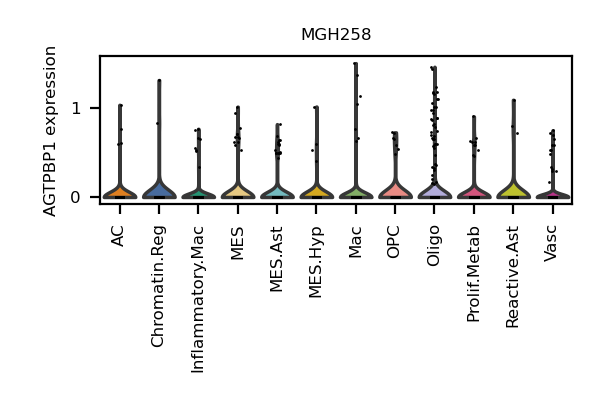 MGH258
AGTPBP1 expression
1
0
AC
Chromatin.Reg
Inflammatory.Mac
MES
MES.Ast
MES.Hyp
Mac
OPC
Oligo
Prolif.Metab
Reactive.Ast
Vasc